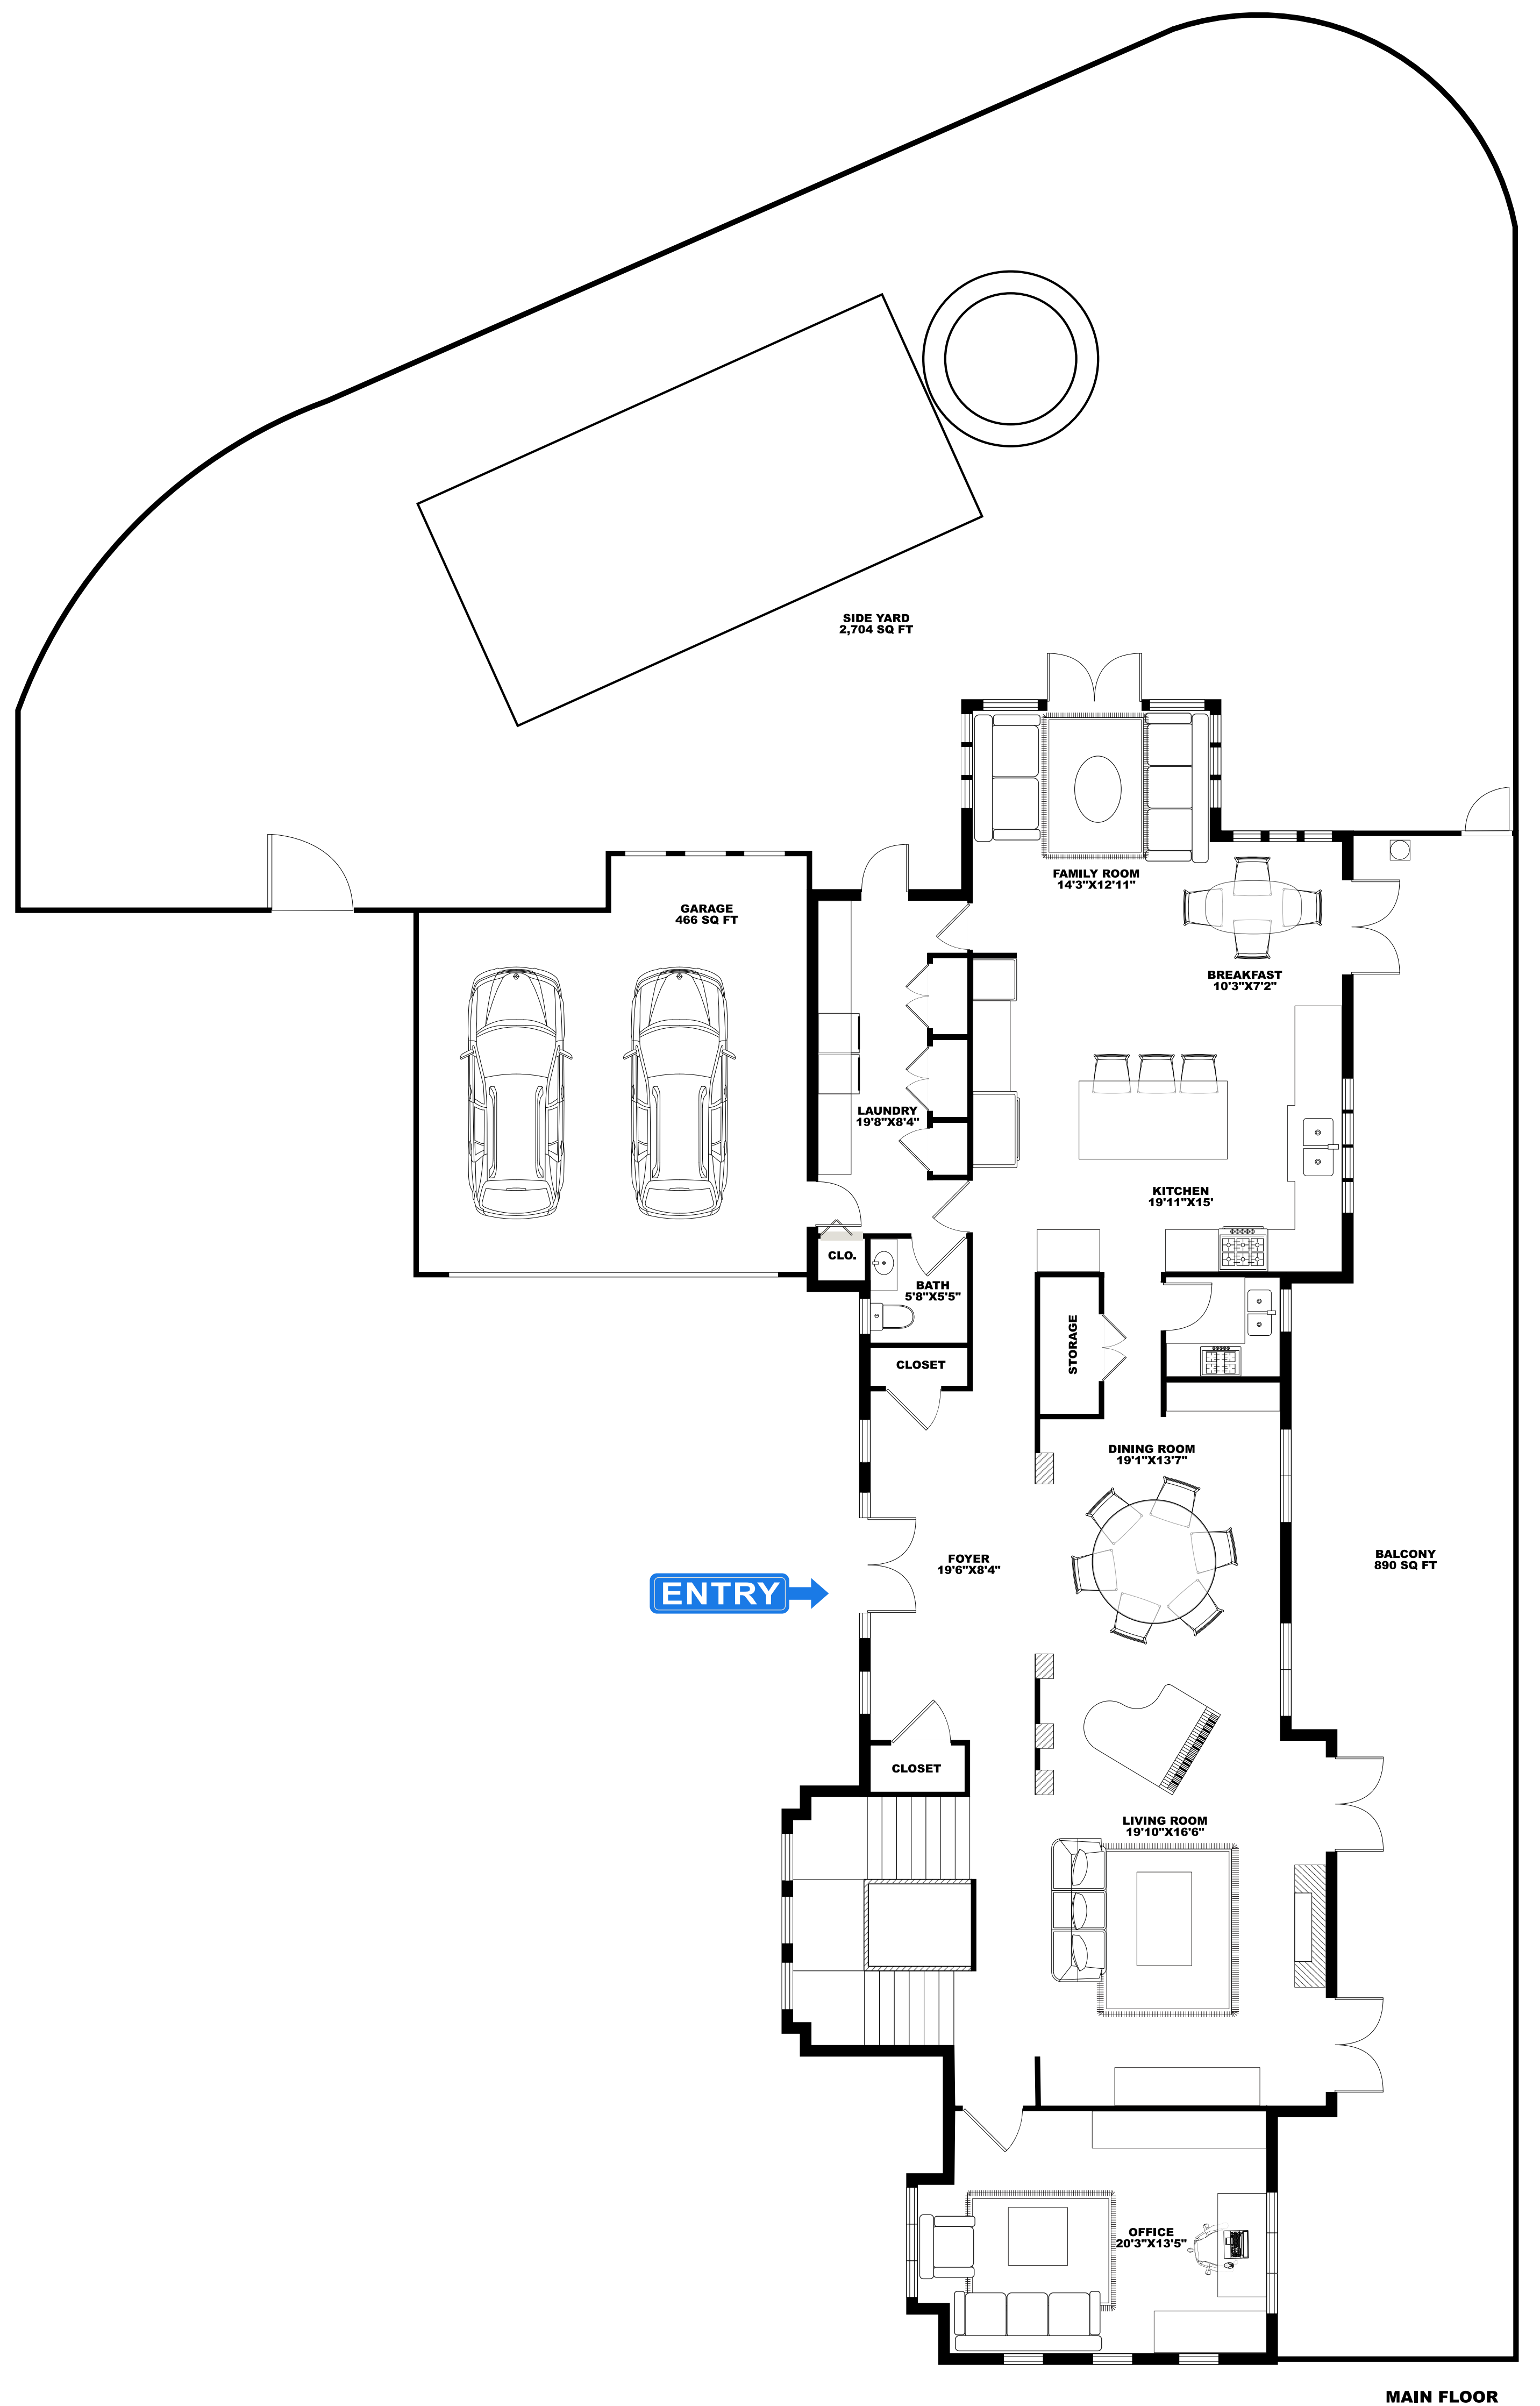 SIDE YARD
2,704 SQ FT
FAMILY ROOM
14'3"X12'11"
GARAGE
466 SQ FT
BREAKFAST
10'3"X7'2"
LAUNDRY
19'8"X8'4"
KITCHEN
19'11"X15'
CLO.
BATH
5'8"X5'5"
STORAGE
CLOSET
DINING ROOM
19'1"X13'7"
FOYER
19'6"X8'4"
BALCONY
890 SQ FT
ENTRY
CLOSET
LIVING ROOM
19'10"X16'6"
OFFICE
20'3"X13'5"
MAIN FLOOR